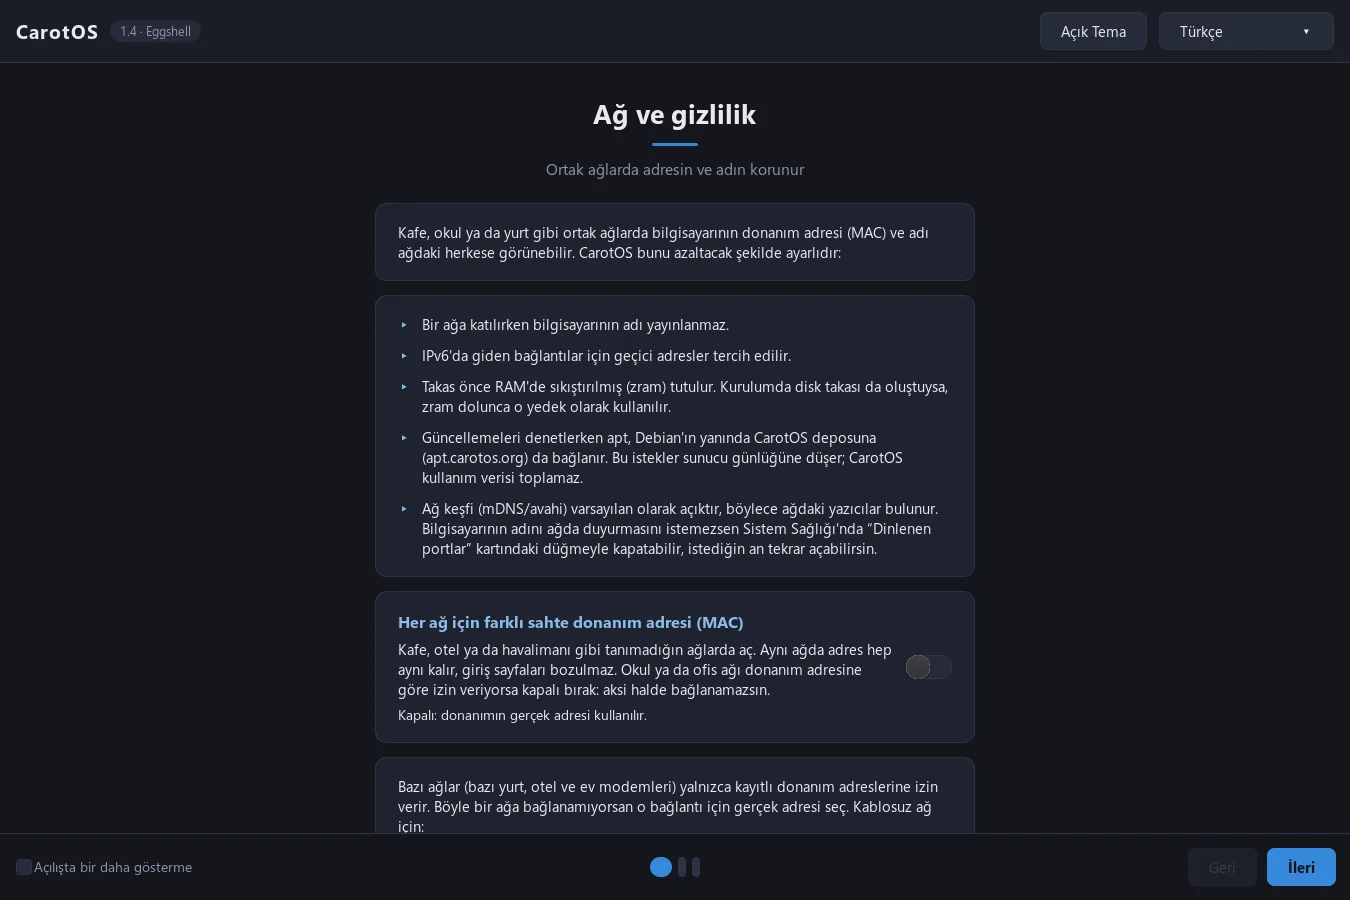 CarotOS
1.4 · Eggshell
Açık Tema
Türkçe
Ağ ve gizlilik
Ortak ağlarda adresin ve adın korunur
Kafe, okul ya da yurt gibi ortak ağlarda bilgisayarının donanım adresi (MAC) ve adı
ağdaki herkese görünebilir. CarotOS bunu azaltacak şekilde ayarlıdır:
Bir ağa katılırken bilgisayarının adı yayınlanmaz.
IPv6'da giden bağlantılar için geçici adresler tercih edilir.
Takas önce RAM'de sıkıştırılmış (zram) tutulur. Kurulumda disk takası da oluştuysa,
zram dolunca o yedek olarak kullanılır.
Güncellemeleri denetlerken apt, Debian'ın yanında CarotOS deposuna
(apt.carotos.org) da bağlanır. Bu istekler sunucu günlüğüne düşer; CarotOS
kullanım verisi toplamaz.
Ağ keşfi (mDNS/avahi) varsayılan olarak açıktır, böylece ağdaki yazıcılar bulunur.
Bilgisayarının adını ağda duyurmasını istemezsen Sistem Sağlığı'nda “Dinlenen
portlar” kartındaki düğmeyle kapatabilir, istediğin an tekrar açabilirsin.
Her ağ için farklı sahte donanım adresi (MAC)
Kafe, otel ya da havalimanı gibi tanımadığın ağlarda aç. Aynı ağda adres hep
aynı kalır, giriş sayfaları bozulmaz. Okul ya da ofis ağı donanım adresine
göre izin veriyorsa kapalı bırak: aksi halde bağlanamazsın.
Kapalı: donanımın gerçek adresi kullanılır.
Bazı ağlar (bazı yurt, otel ve ev modemleri) yalnızca kayıtlı donanım adreslerine izin
verir. Böyle bir ağa bağlanamıyorsan o bağlantı için gerçek adresi seç. Kablosuz ağ
için:
Açılışta bir daha gösterme
Geri
İleri